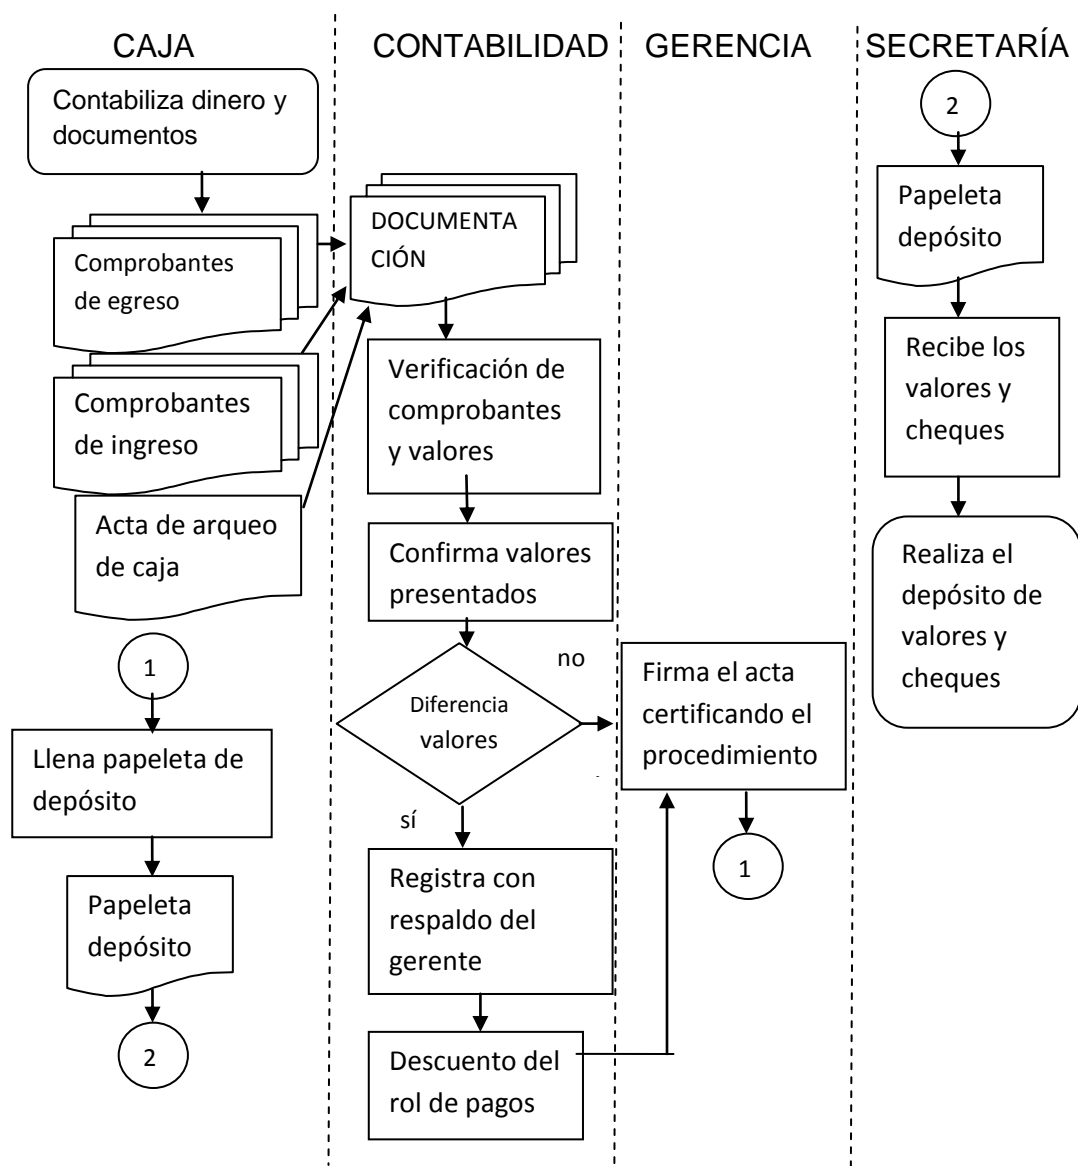 CAJA
Contabiliza dinero y
documentos
Comprobantes
de egreso
Comprobantes
de ingreso
Acta de arqueo
de caja
1
Llena papeleta de
depósito
Papeleta
depósito
2
CONTABILIDAD
DOCUMENTA
CIÓN
Verificación de
comprobantes
y valores
Confirma valores
presentados
Diferencia
valores
no
sí
Registra con
respaldo del
gerente
Descuento del
rol de pagos
GERENCIA
Firma el acta
certificando el
procedimiento
1
SECRETARÍA
2
Papeleta
depósito
Recibe los
valores y
cheques
Realiza el
depósito de
valores y
cheques